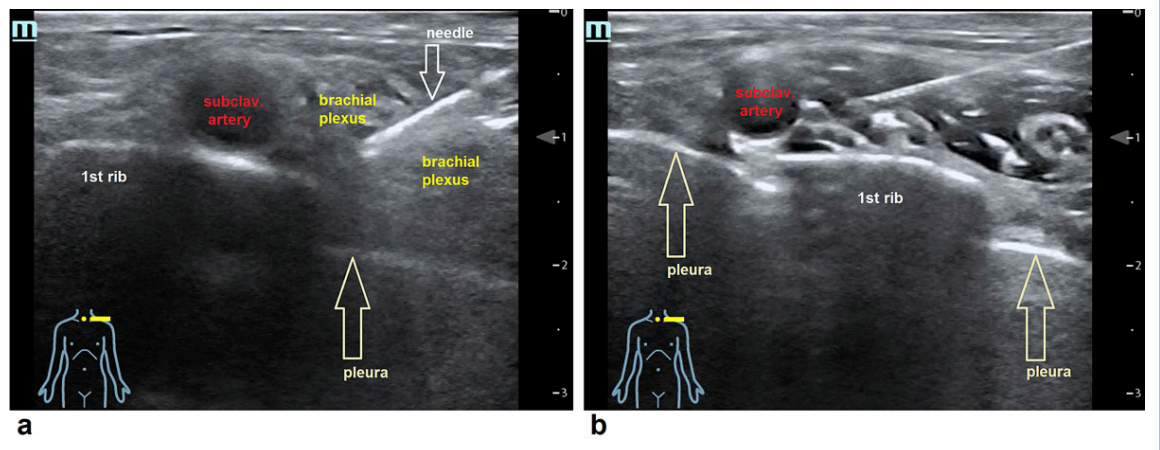 m
0
needle
subclav.
artery
brachial
plexus
1
brachial
plexus
1st rib
2
pleura
3
a
m
0
subclav.
artery
1
1st rib
pleura
2
pleura
3
b